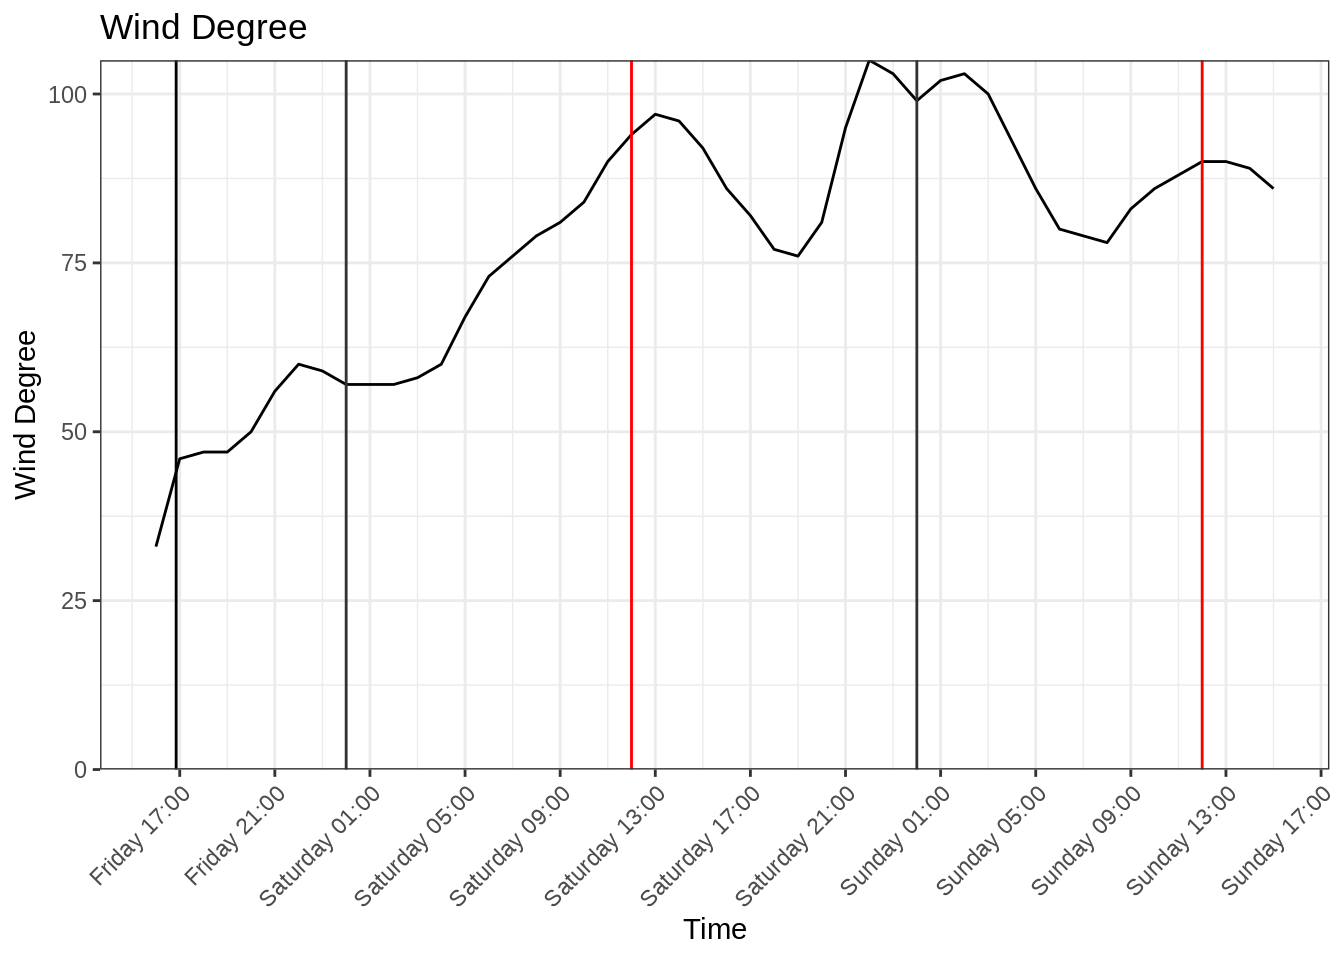 Wind Degree
Wind Degree
100
75
50
25
0
Friday 17:00
Friday 21:00
Saturday 01:00
Saturday 05:00
Saturday 09:00
Saturday 13:00
Saturday 17:00
Saturday 21:00
Sunday 01:00
Sunday 05:00
Sunday 09:00
Sunday 13:00
Sunday 17:00
Time